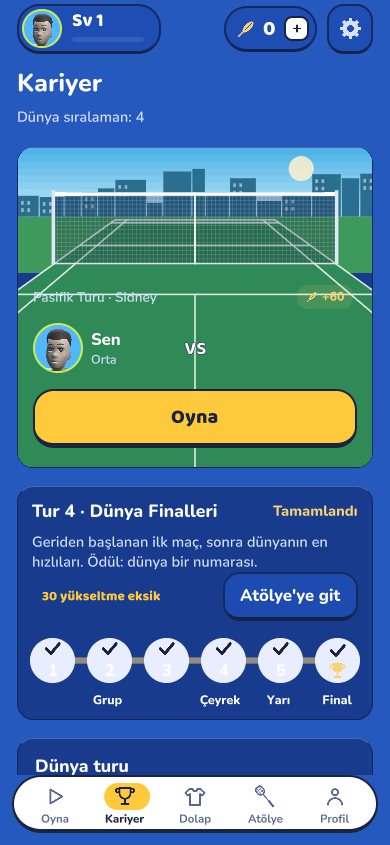 Sv 1
0
+
Kariyer
Dünya sıralaman: 4
Pasifik Turu · Sidney
+60
Sen
Orta
VS
Oyna
Tur 4 · Dünya Finalleri
Tamamlandı
Geriden başlanan ilk maç, sonra dünyanın en
hızlıları. Ödül: dünya bir numarası.
30 yükseltme eksik
Atölye'ye git
1 2 3 4 5
Grup Çeyrek Yarı Final
Dünya turu
Oyna Kariyer Dolap Atölye Profil